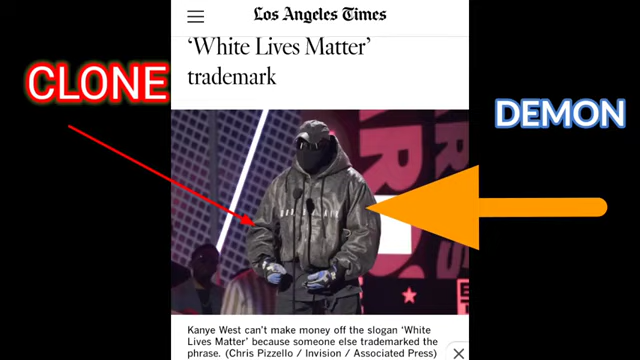 Los Angeles Times
'White Lives Matter'
trademark
CLONE
DEMON
Kanye West can't make money off the slogan 'White
Lives Matter' because someone else trademarked the
phrase. (Chris Pizzello / Invision / Associated Press)